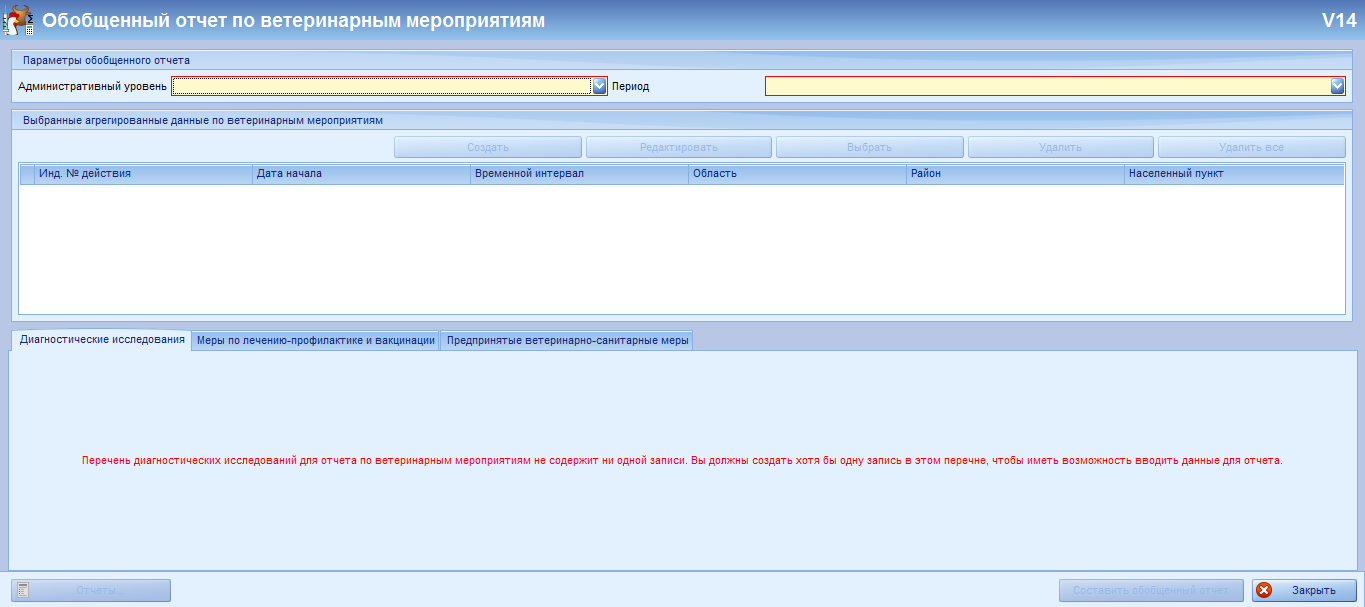 Обобщенный отчет по ветеринарным мероприятиям V14
Параметры обобщенного отчета
Административный уровень Период
Выбранные агрегированные данные по ветеринарным мероприятиям
Создать Редактировать Выбрать Удалить Удалить все
Инд. № действия Дата начала Временной интервал Область Район Населенный пункт
Диагностические исследования Меры по лечению-профилактике и вакцинации Предпринятые ветеринарно-санитарные меры
Перечень диагностических исследований для отчета по ветеринарным мероприятиям не содержит ни одной записи. Вы должны создать хотя бы одну запись в этом перечне, чтобы иметь возможность вводить данные для отчета.
Отчеты Составить обобщенный отчет Закрыть